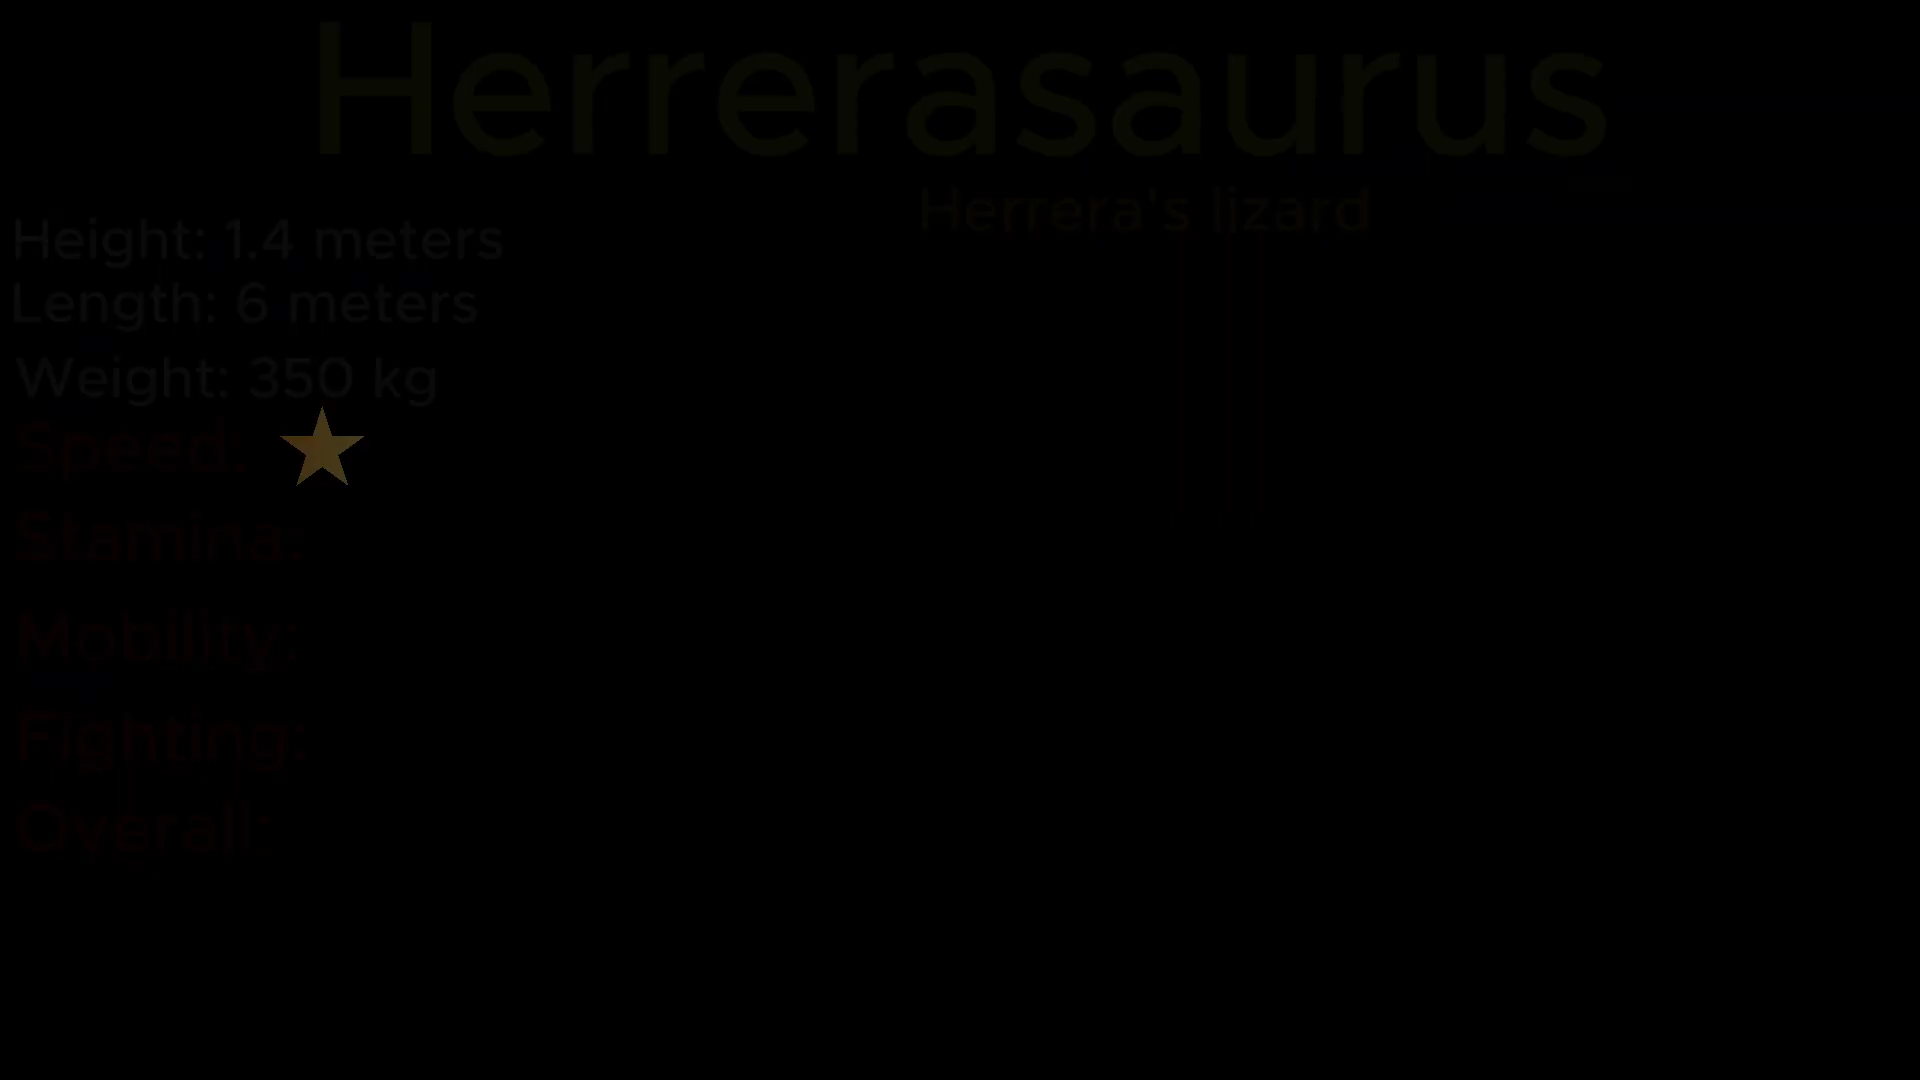 Herrerasaurus
Herrera's lizard
Height: 1.4 meters
Length: 6 meters
Weight: 350 kg
Speed:
Stamina:
Mobility:
Fighting:
Overall: